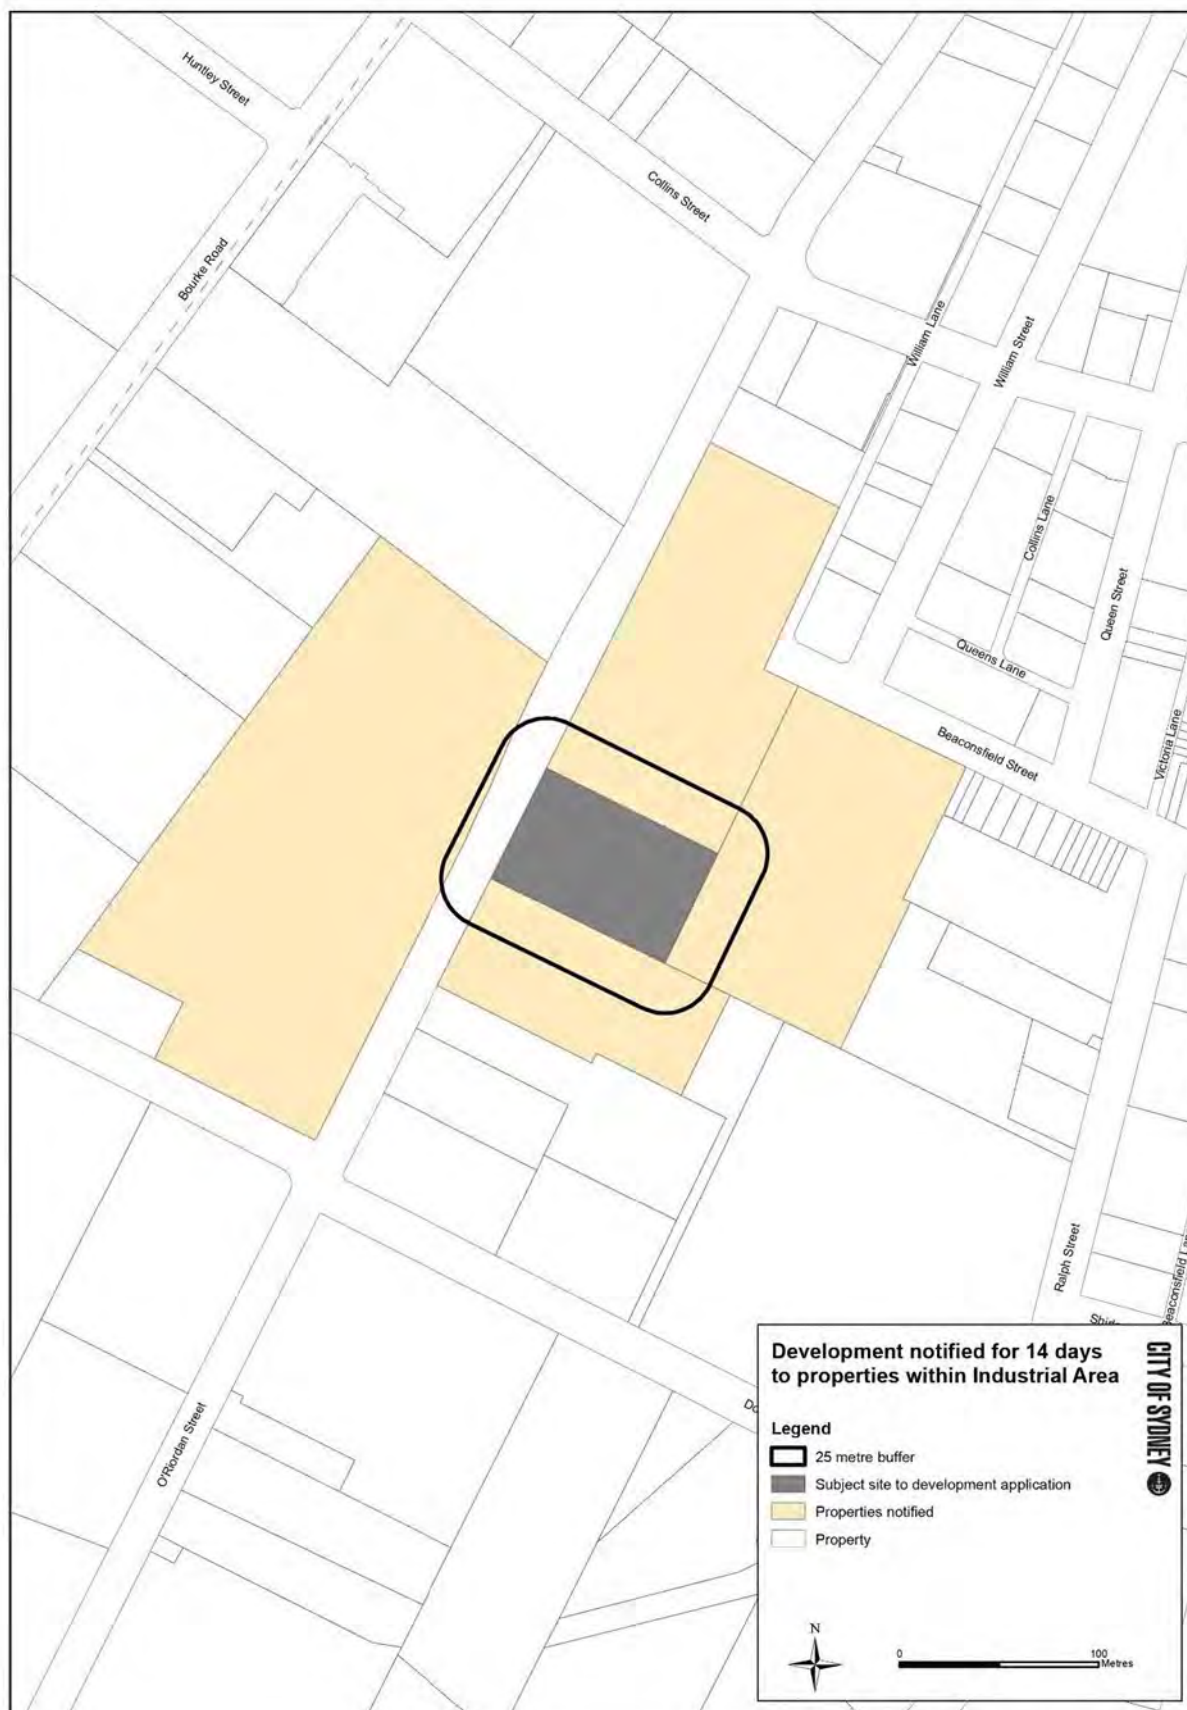 Huntley Street
Collins Street
Bourke Road
William Lane
William Street
Collins Lane
Queen Street
Queens Lane
Victoria Lane
Beaconsfield Street
Ralph Street
O'Riordan Street
Development notified for 14 days
to properties within Industrial Area
Legend
25 metre buffer
Subject site to development application
Properties notified
Property
CITY OF SYDNEY
N
0 100
Metres